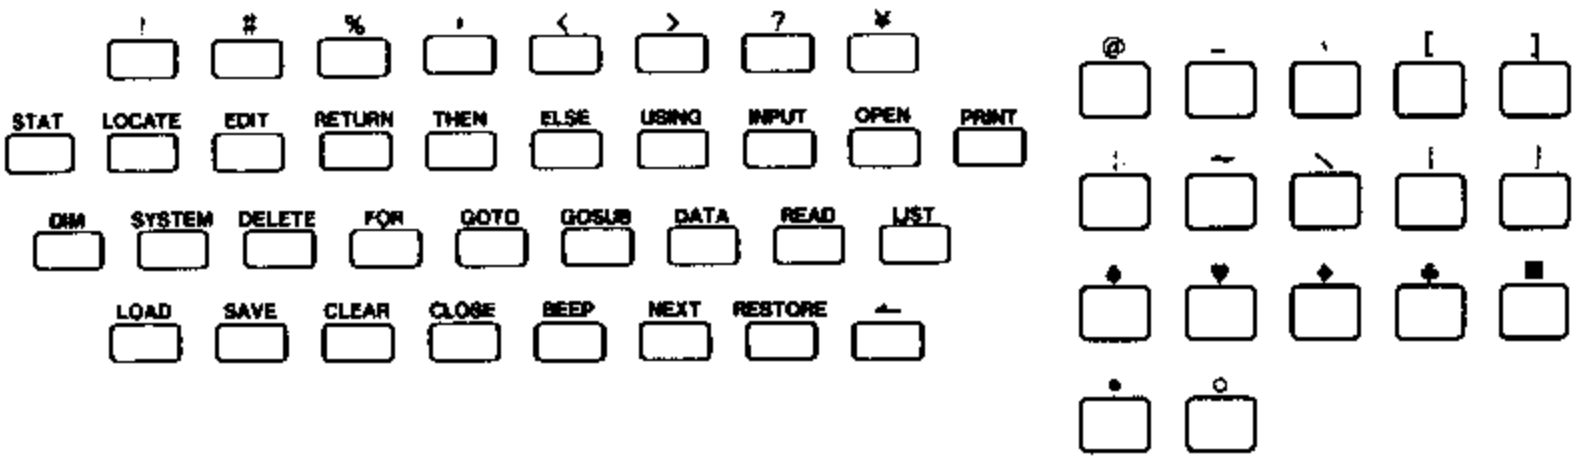 ! # % ' < > ? ¥
STAT LOCATE EDIT RETURN THEN ELSE USING INPUT OPEN PRINT
DIM SYSTEM DELETE FOR GOTO GOSUB DATA READ LIST
LOAD SAVE CLEAR CLOSE BEEP NEXT RESTORE
@ _ ` [ ]
¦ ~ \ { }
♠ ♥ ♦ ♣ ■
● ○